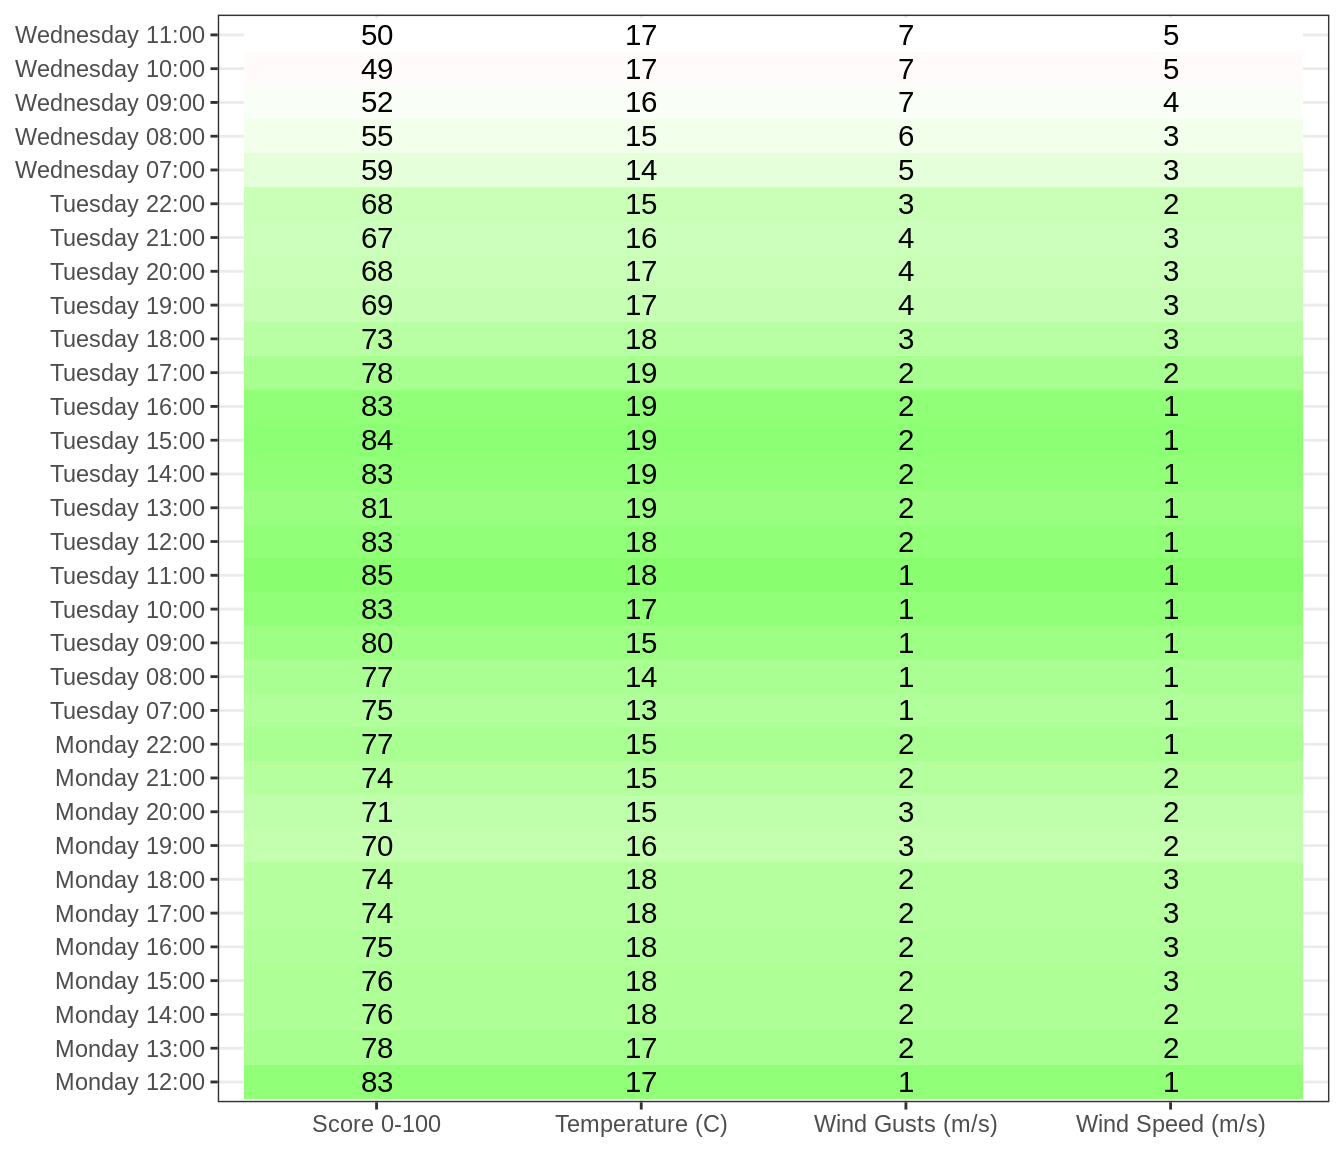 Wednesday 11:00 50 17 7 5
Wednesday 10:00 49 17 7 5
Wednesday 09:00 52 16 7 4
Wednesday 08:00 55 15 6 3
Wednesday 07:00 59 14 5 3
Tuesday 22:00 68 15 3 2
Tuesday 21:00 67 16 4 3
Tuesday 20:00 68 17 4 3
Tuesday 19:00 69 17 4 3
Tuesday 18:00 73 18 3 3
Tuesday 17:00 78 19 2 2
Tuesday 16:00 83 19 2 1
Tuesday 15:00 84 19 2 1
Tuesday 14:00 83 19 2 1
Tuesday 13:00 81 19 2 1
Tuesday 12:00 83 18 2 1
Tuesday 11:00 85 18 1 1
Tuesday 10:00 83 17 1 1
Tuesday 09:00 80 15 1 1
Tuesday 08:00 77 14 1 1
Tuesday 07:00 75 13 1 1
Monday 22:00 77 15 2 1
Monday 21:00 74 15 2 2
Monday 20:00 71 15 3 2
Monday 19:00 70 16 3 2
Monday 18:00 74 18 2 3
Monday 17:00 74 18 2 3
Monday 16:00 75 18 2 3
Monday 15:00 76 18 2 3
Monday 14:00 76 18 2 2
Monday 13:00 78 17 2 2
Monday 12:00 83 17 1 1
Score 0-100 Temperature (C) Wind Gusts (m/s) Wind Speed (m/s)